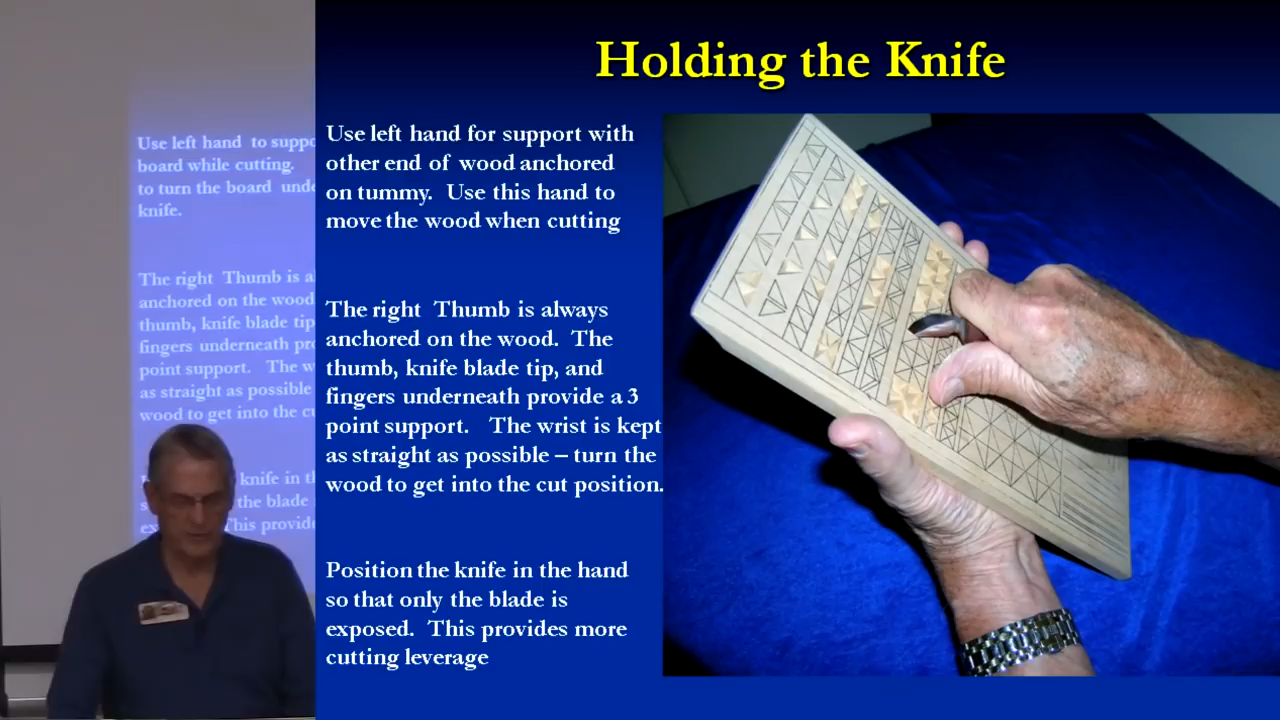 Holding the Knife
Use left hand for support with
other end of wood anchored
on tummy. Use this hand to
move the wood when cutting
The right Thumb is always
anchored on the wood. The
thumb, knife blade tip, and
fingers underneath provide a 3
point support. The wrist is kept
as straight as possible – turn the
wood to get into the cut position.
Position the knife in the hand
so that only the blade is
exposed. This provides more
cutting leverage
Use left hand to
board while cutting.
to turn the board
knife.
The right Thumb is
anchored on the wood
thumb, knife blade tip
fingers underneath
point support. The
as straight as possible
wood to get into the
knife in
the blade
This